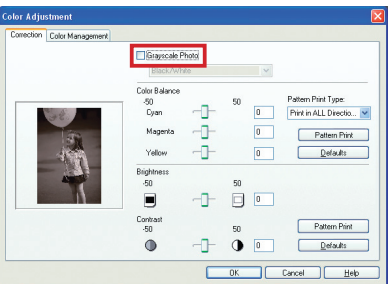 Color Adjustment
Correction Color Management
Grayscale Photo
Black/White
Color Balance
-50 50 Pattern Print Type:
Cyan 0 Print in ALL Directio...
Magenta 0 Pattern Print
Yellow 0 Defaults
Brightness
-50 50
0
Contrast
-50 50 Pattern Print
0 Defaults
OK Cancel Help